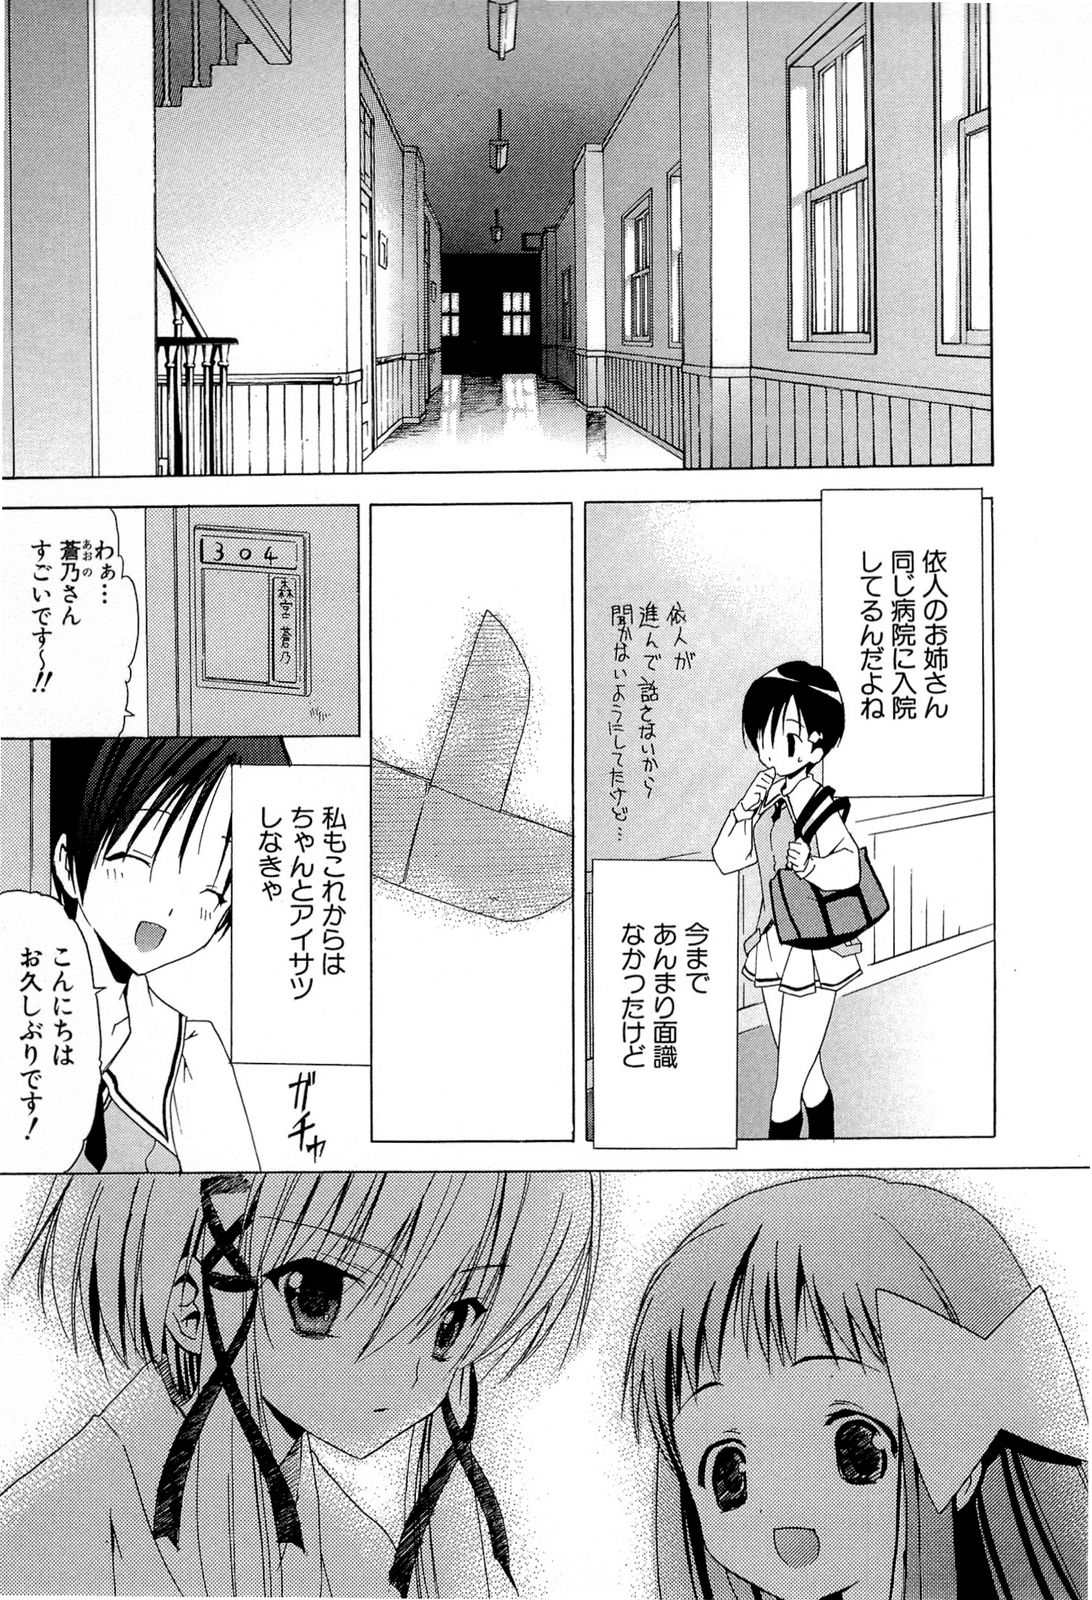 依人のお姉さん
同じ病院に入院
してるんだよね
依人が
進んで話さないから
聞かないようにしてたけど…
今まで
あんまり面識
なかったけど
304
森宮 蒼乃
わぁ…
蒼乃さん
あおの
すごいです～!!
私もこれからは
ちゃんとアイサツ
しなきゃ
ガチャ
こんにちは
お久しぶりです!